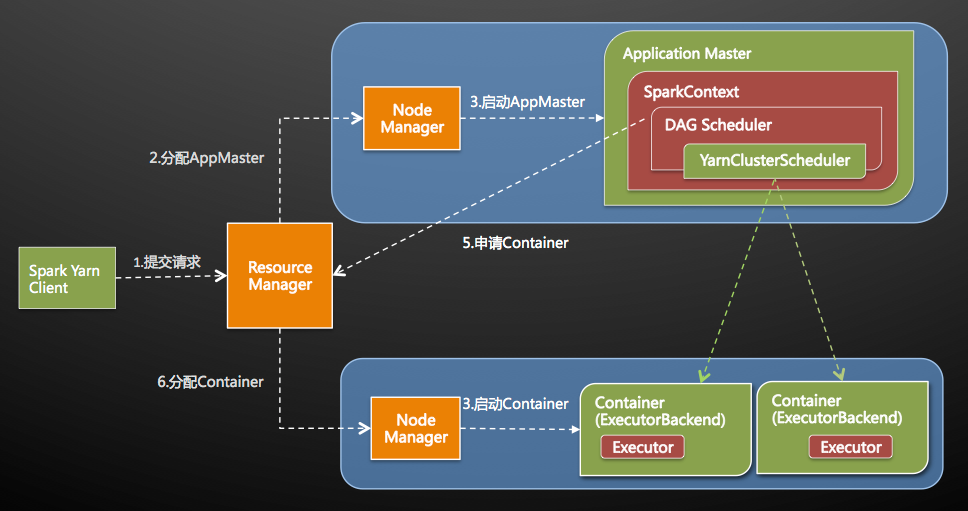 Application Master
SparkContext
DAG Scheduler
YarnClusterScheduler
Node
Manager
3.启动AppMaster
2.分配AppMaster
5.申请Container
Spark Yarn
Client
1.提交请求
Resource
Manager
6.分配Container
Node
Manager
3.启动Container
Container
(ExecutorBackend)
Executor
Container
(ExecutorBackend)
Executor